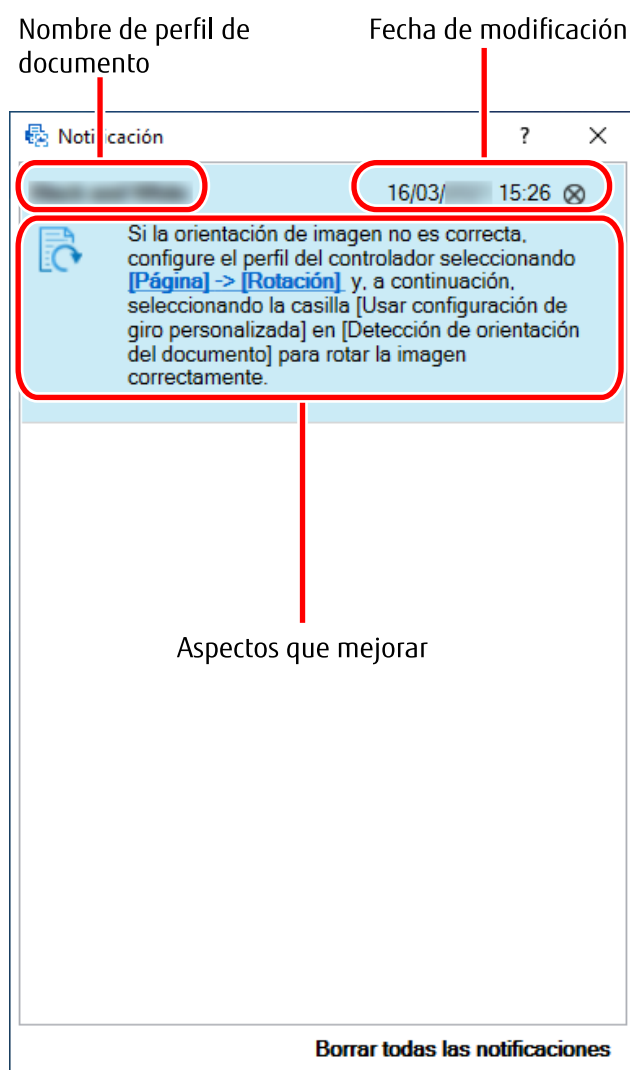 Nombre de perfil de
documento
Fecha de modificación
Notificación
?
16/03/ 15:26
Si la orientación de imagen no es correcta,
configure el perfil del controlador seleccionando
[Página] -> [Rotación] y, a continuación,
seleccionando la casilla [Usar configuración de
giro personalizada] en [Detección de orientación
del documento] para rotar la imagen
correctamente.
Aspectos que mejorar
Borrar todas las notificaciones